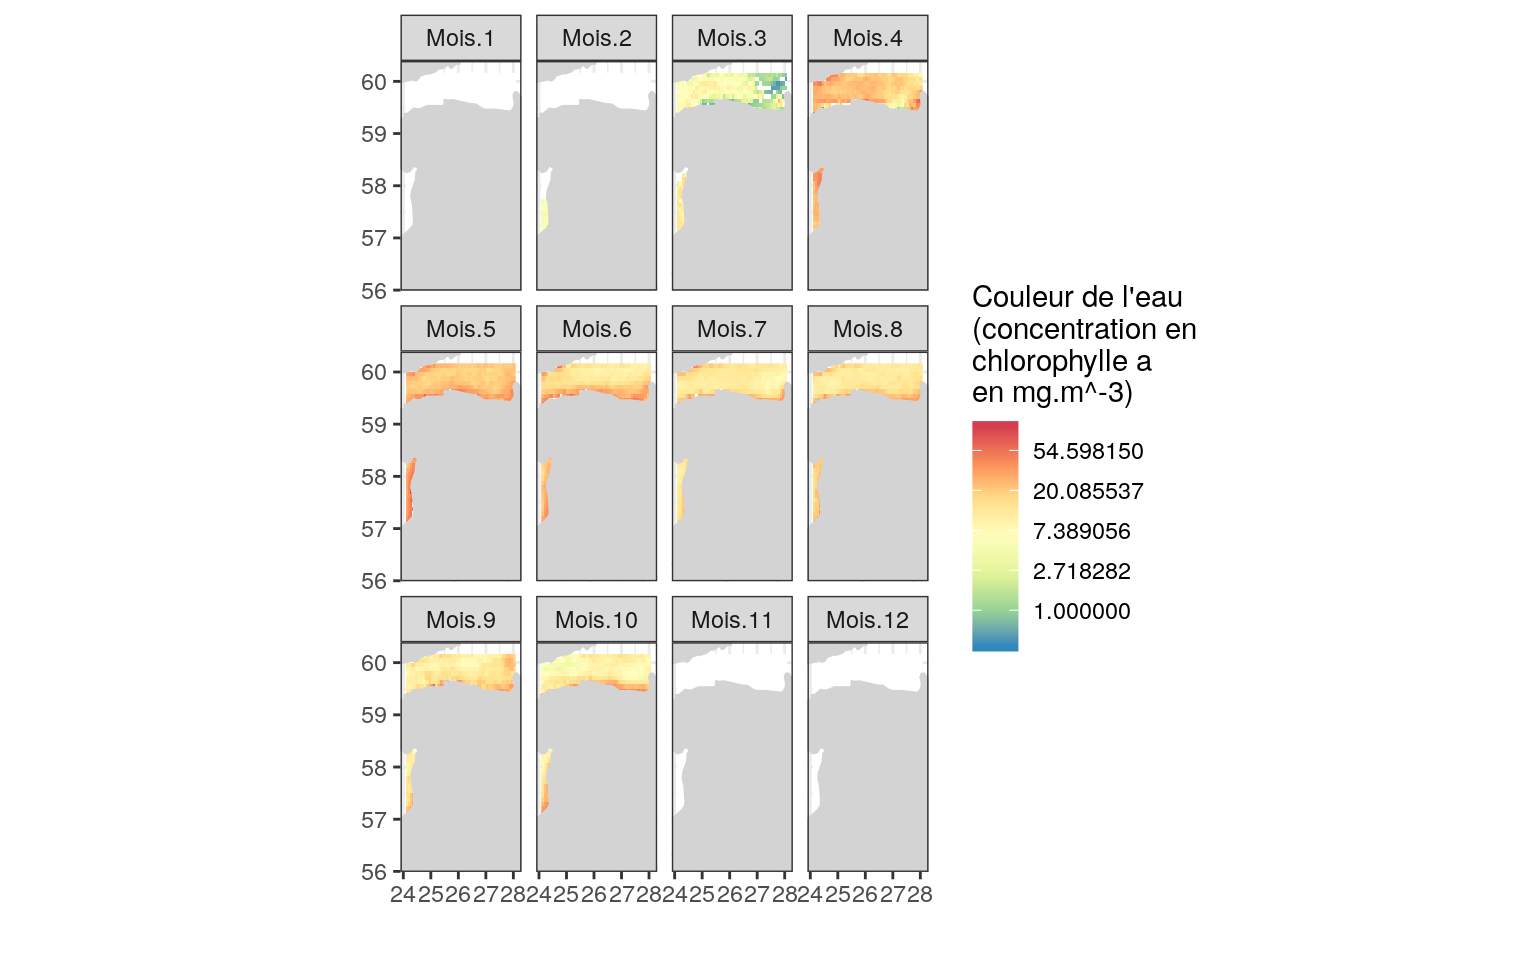 Mois.1 Mois.2 Mois.3 Mois.4
60
59
58
57
56
Mois.5 Mois.6 Mois.7 Mois.8
60
59
58
57
56
Mois.9 Mois.10 Mois.11 Mois.12
60
59
58
57
56
24 25 26 27 28 24 25 26 27 28 24 25 26 27 28 24 25 26 27 28
Couleur de l'eau
(concentration en
chlorophylle a
en mg.m^-3)
54.598150
20.085537
7.389056
2.718282
1.000000